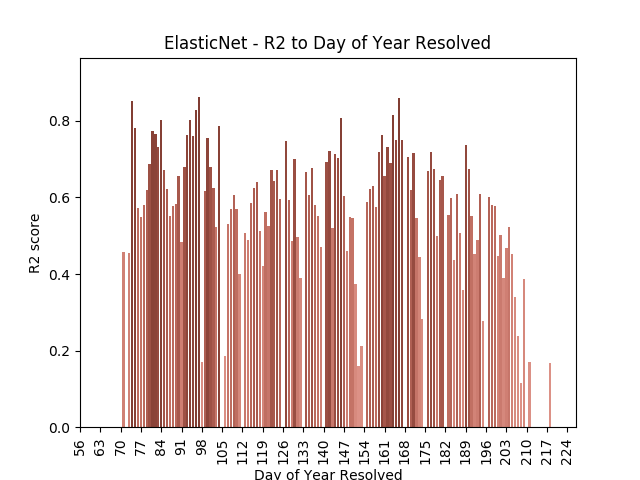 ElasticNet - R2 to Day of Year Resolved
R2 score
0.8
0.6
0.4
0.2
0.0
56 63 70 77 84 91 98 105 112 119 126 133 140 147 154 161 168 175 182 189 196 203 210 217 224
Day of Year Resolved